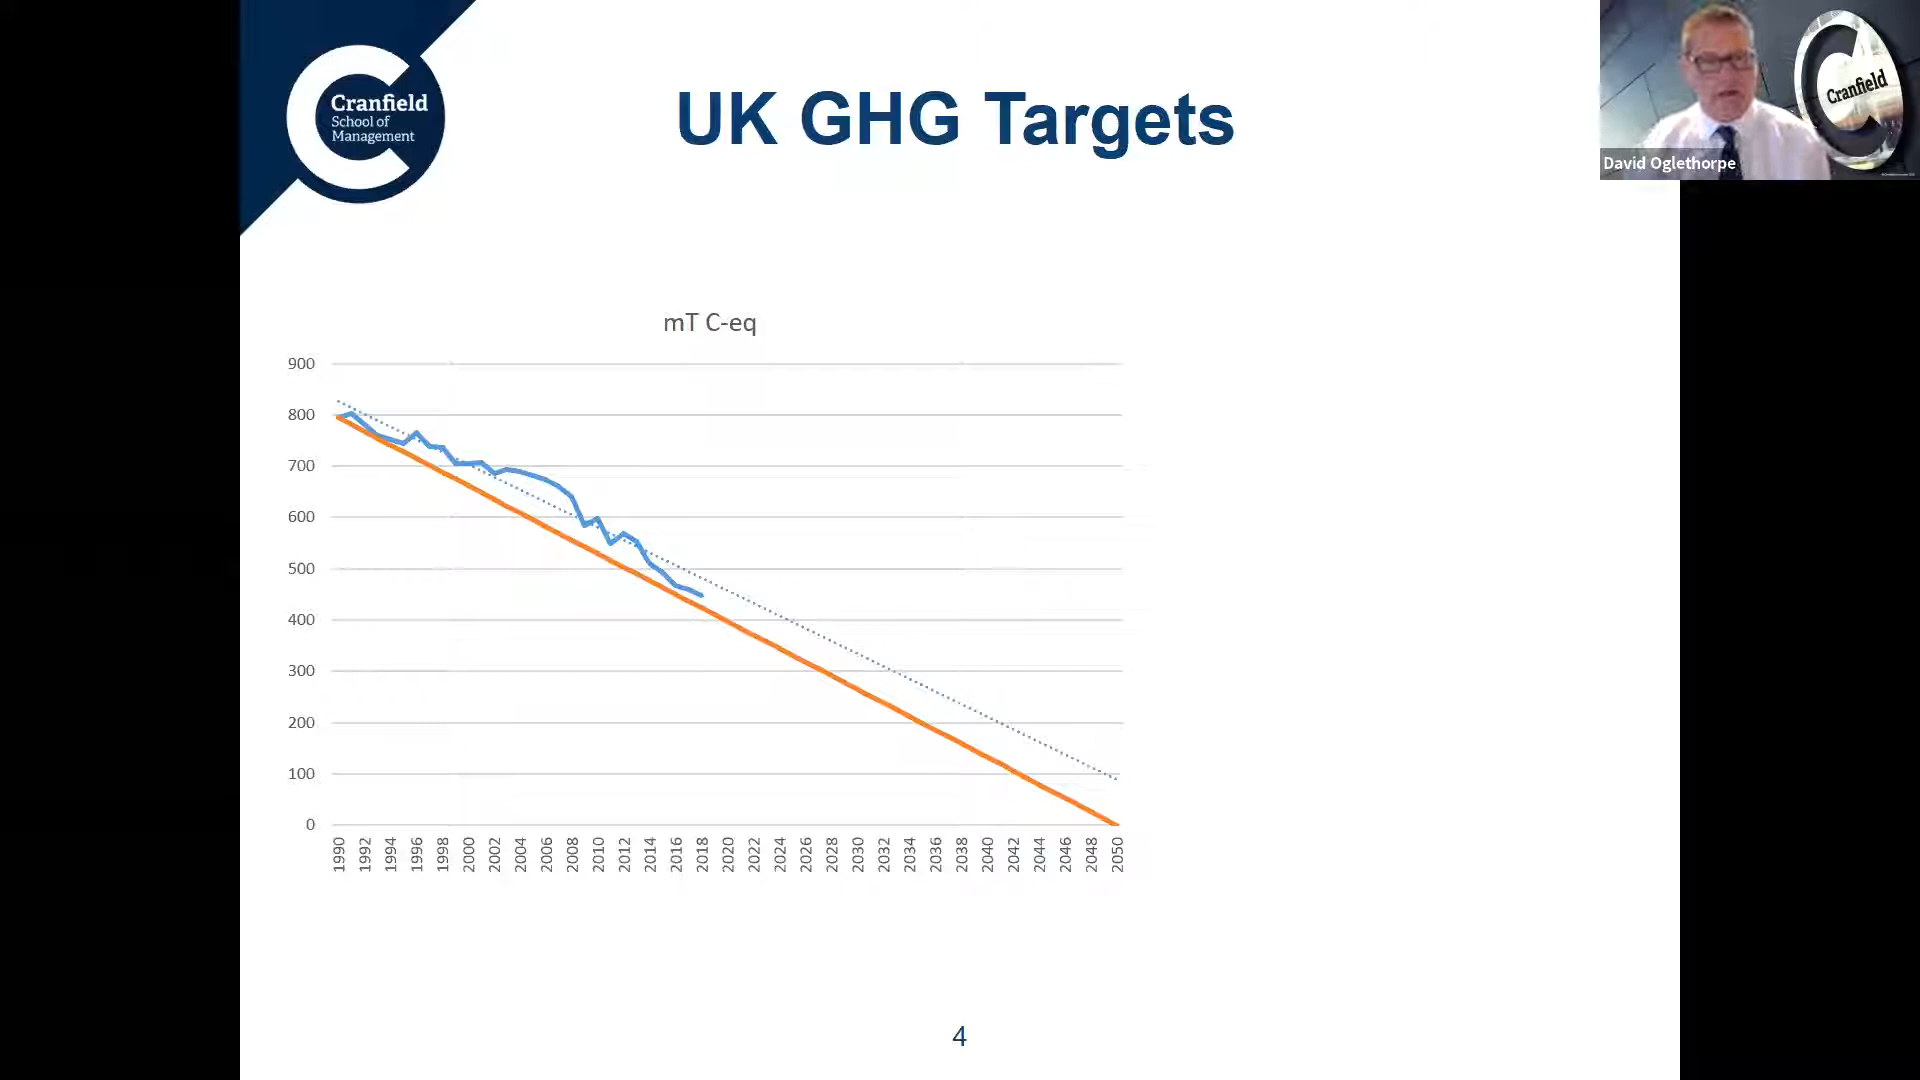 Cranfield
School of
Management
UK GHG Targets
Cranfield
David Oglethorpe
mT C-eq
900
800
700
600
500
400
300
200
100
0
1990 1992 1994 1996 1998 2000 2002 2004 2006 2008 2010 2012 2014 2016 2018 2020 2022 2024 2026 2028 2030 2032 2034 2036 2038 2040 2042 2044 2046 2048 2050
4